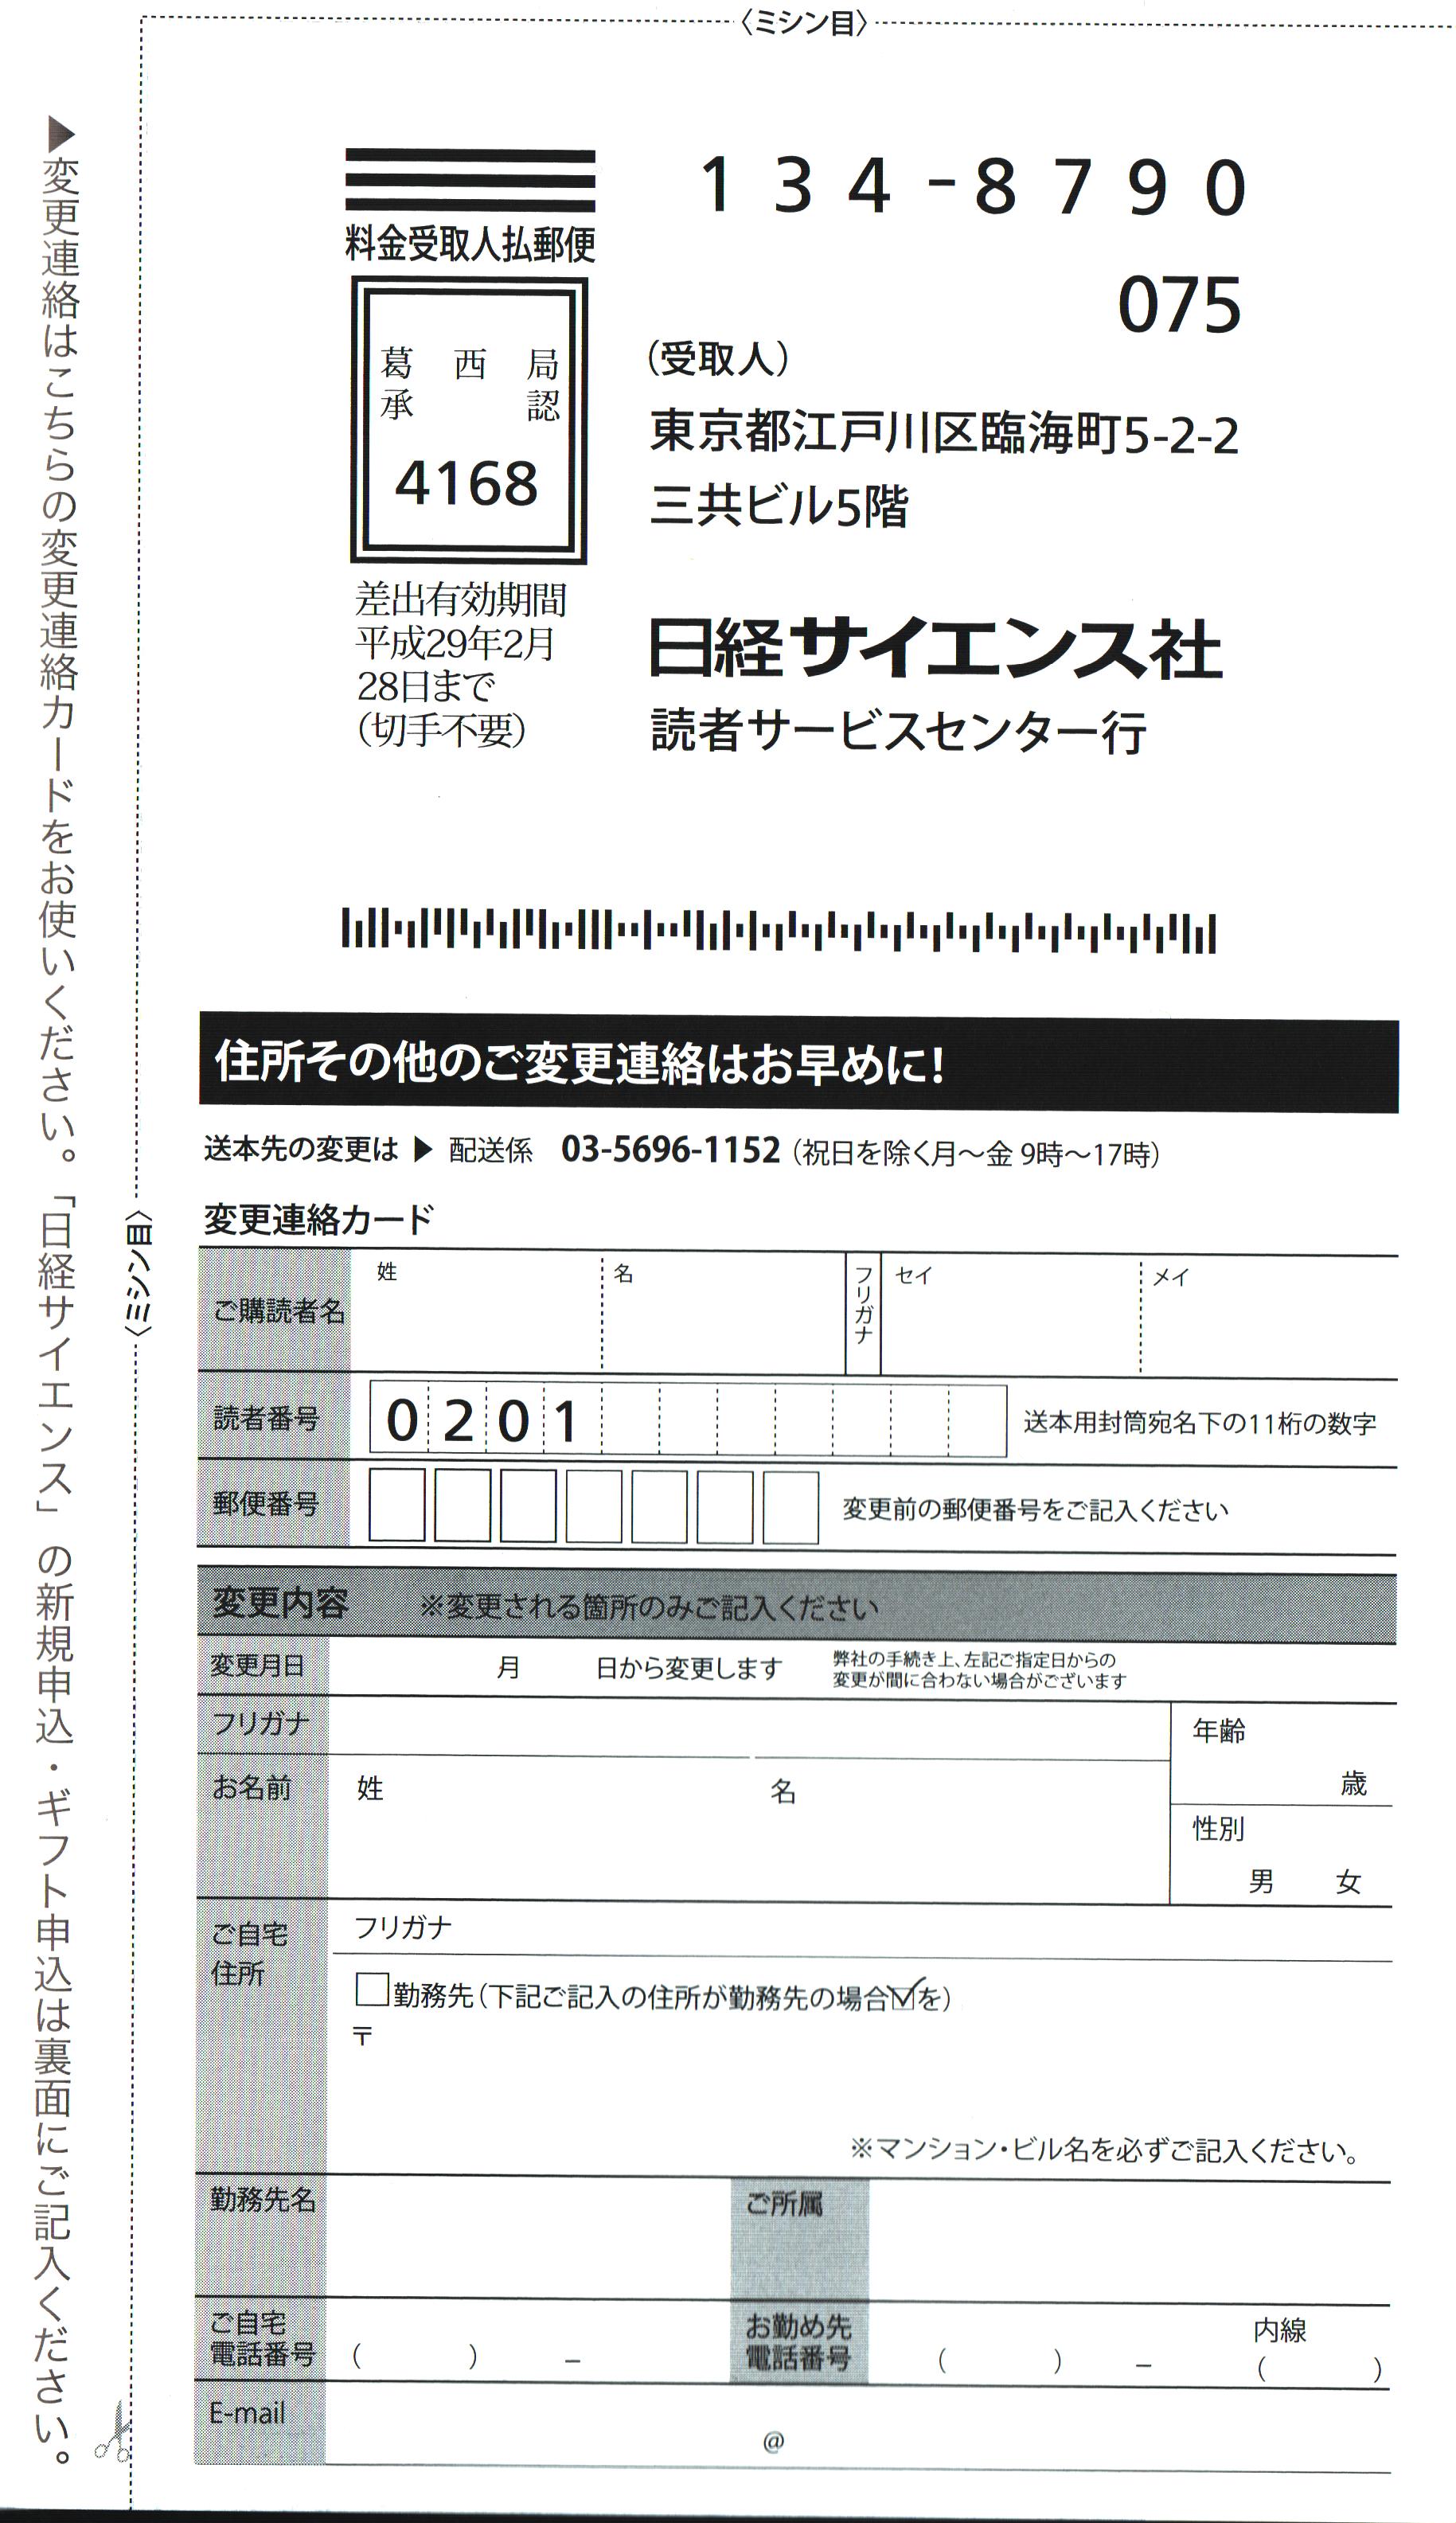 〈ミシン目〉
▶変更連絡はこちらの変更連絡カードをお使いください。「日経サイエンス」の新規申込・ギフト申込は裏面にご記入ください。
〈ミシン目〉
料金受取人払郵便
葛西局
承認
4168
差出有効期間
平成29年2月
28日まで
（切手不要）
134-8790
075
（受取人）
東京都江戸川区臨海町5-2-2
三共ビル5階
日経サイエンス社
読者サービスセンター行
住所その他のご変更連絡はお早めに!
送本先の変更は ▶ 配送係 03-5696-1152（祝日を除く月～金 9時～17時）
変更連絡カード
ご購読者名 姓 名 フリガナ セイ メイ
読者番号 0201 送本用封筒宛名下の11桁の数字
郵便番号 変更前の郵便番号をご記入ください
変更内容 ※変更される箇所のみご記入ください
変更月日 月 日から変更します 弊社の手続き上、左記ご指定日からの
変更が間に合わない場合がございます
フリガナ
お名前 姓 名
年齢
歳
性別
男 女
ご自宅
住所
フリガナ
□勤務先（下記ご記入の住所が勤務先の場合☑を）
〒
※マンション・ビル名を必ずご記入ください。
勤務先名 ご所属
ご自宅
電話番号 （ ） －
お勤め先
電話番号 （ ） －
内線
（ ）
E-mail @